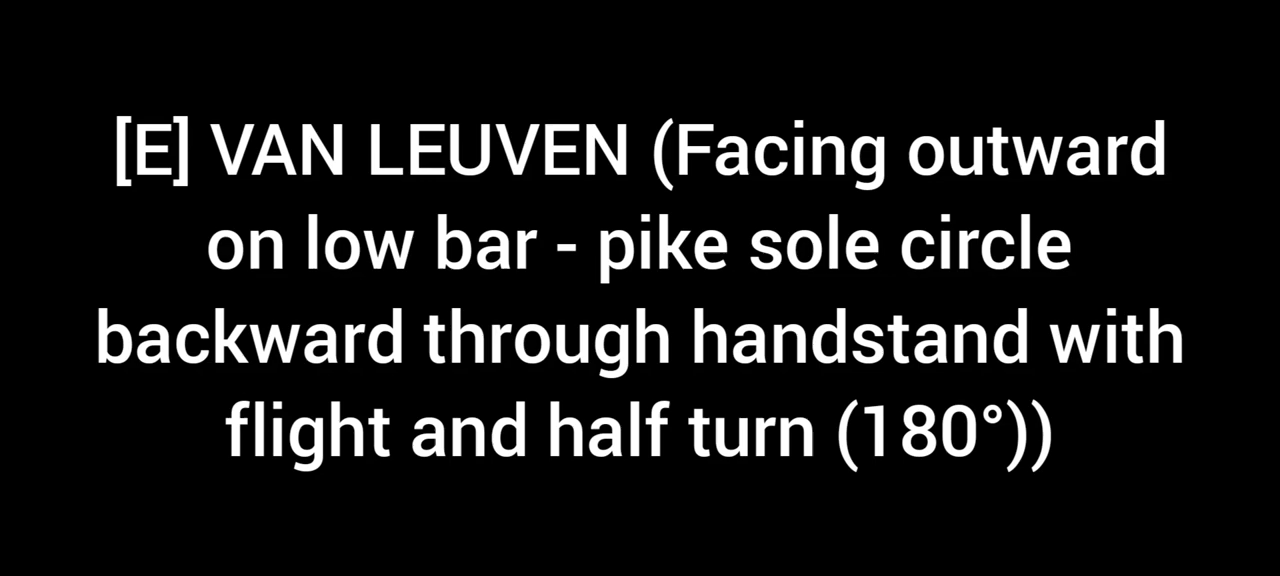 [E] VAN LEUVEN (Facing outward
on low bar - pike sole circle
backward through handstand with
flight and half turn (180°))